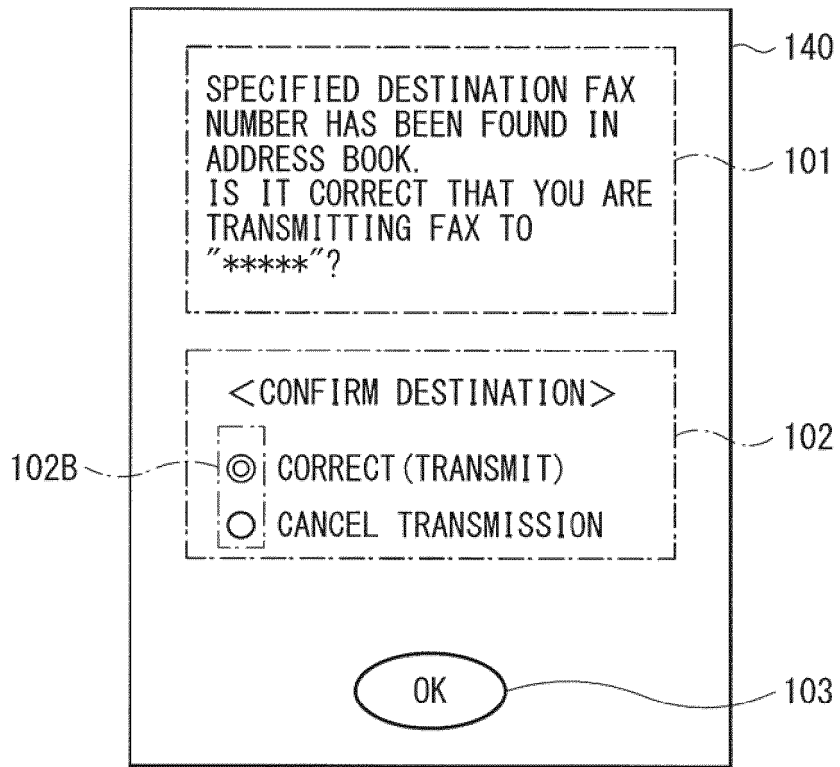 140
SPECIFIED DESTINATION FAX
NUMBER HAS BEEN FOUND IN
ADDRESS BOOK.
IS IT CORRECT THAT YOU ARE
TRANSMITTING FAX TO
"*****"?
101
<CONFIRM DESTINATION>
102
102B
CORRECT(TRANSMIT)
CANCEL TRANSMISSION
OK
103